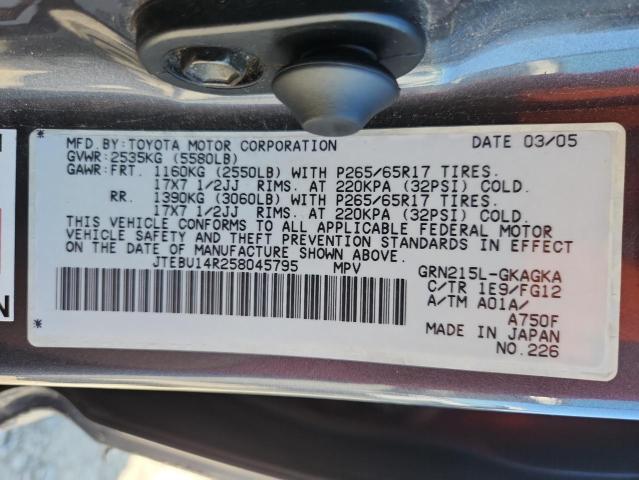 MFD.BY:TOYOTA MOTOR CORPORATION DATE 03/05
GVWR:2535KG (5580LB)
GAWR:FRT. 1160KG (2550LB) WITH P265/65R17 TIRES.
17X7 1/2JJ RIMS. AT 220KPA (32PSI) COLD.
RR. 1390KG (3060LB) WITH P265/65R17 TIRES.
17X7 1/2JJ RIMS. AT 220KPA (32PSI) COLD.
THIS VEHICLE CONFORMS TO ALL APPLICABLE FEDERAL MOTOR
VEHICLE SAFETY AND THEFT PREVENTION STANDARDS IN EFFECT
ON THE DATE OF MANUFACTURE SHOWN ABOVE.
JTEBU14R258045795 MPV GRN215L-GKAGKA
C/TR 1E9/FG12
A/TM A01A/
A750F
MADE IN JAPAN
NO.226
N